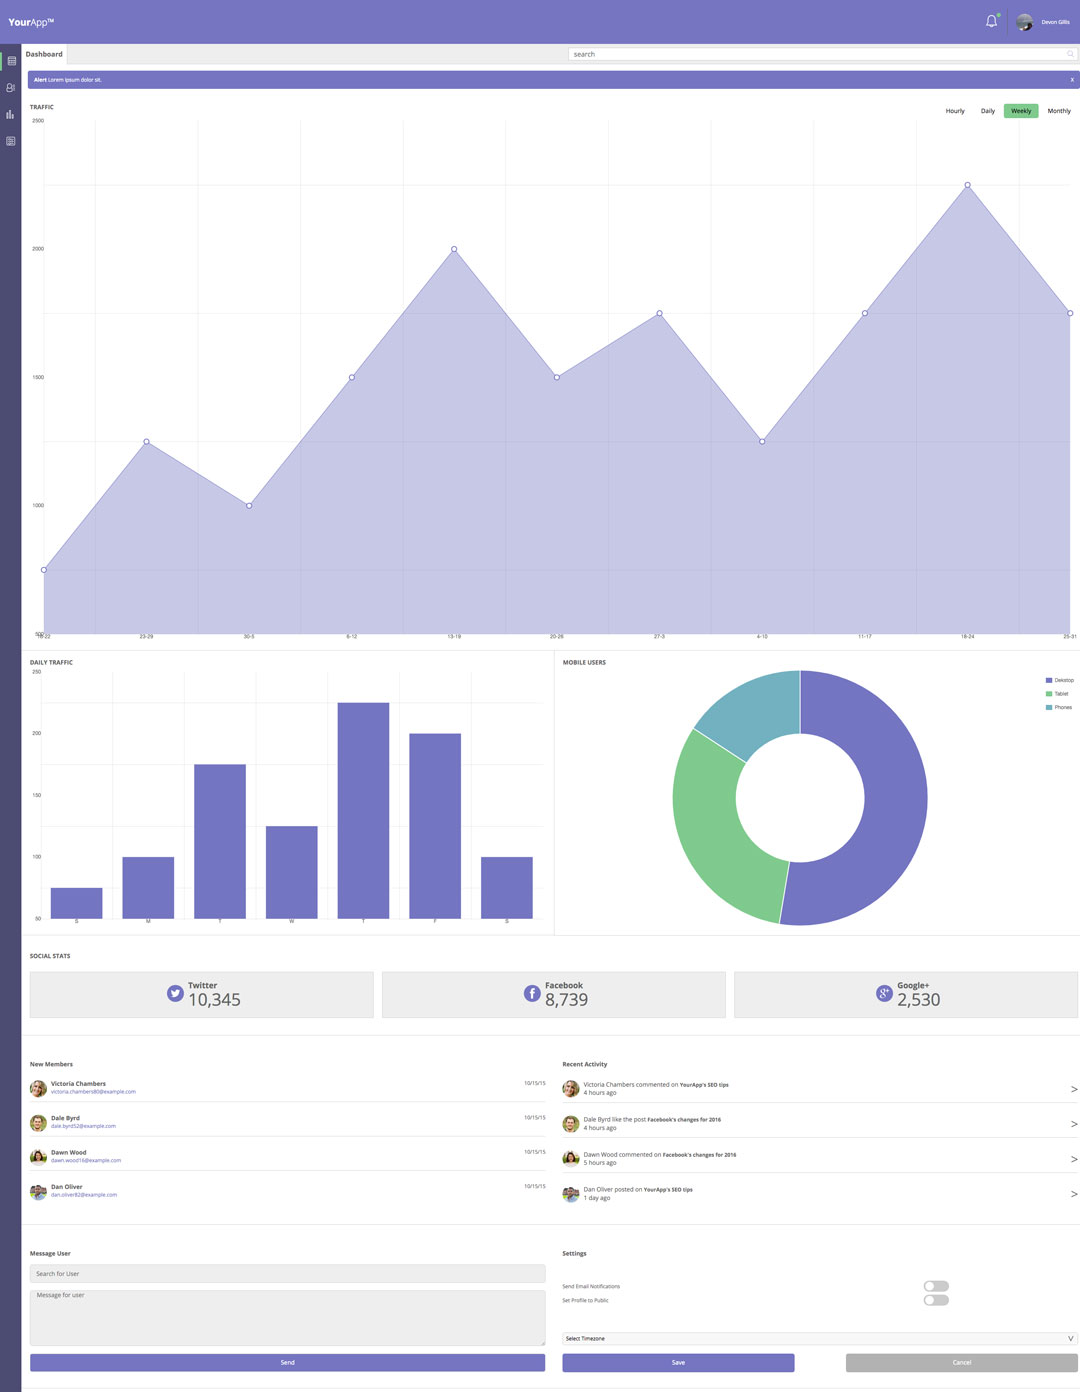 YourApp™
Devon Gillis
Dashboard
search
Alert Lorem ipsum dolor sit.
x
TRAFFIC
Hourly
Daily
Weekly
Monthly
2500
2000
1500
1000
500
16-22
23-29
30-5
6-12
13-19
20-26
27-3
4-10
11-17
18-24
25-31
DAILY TRAFFIC
250
200
150
100
50
S
M
T
W
T
F
S
MOBILE USERS
Dekstop
Tablet
Phones
SOCIAL STATS
Twitter
10,345
Facebook
8,739
Google+
2,530
New Members
Victoria Chambers
10/15/15
victoria.chambers80@example.com
Dale Byrd
10/15/15
dale.byrd52@example.com
Dawn Wood
10/15/15
dawn.wood16@example.com
Dan Oliver
10/15/15
dan.oliver82@example.com
Recent Activity
Victoria Chambers commented on YourApp's SEO tips
4 hours ago
>
Dale Byrd like the post Facebook's changes for 2016
4 hours ago
>
Dawn Wood commented on Facebook's changes for 2016
5 hours ago
>
Dan Oliver posted on YourApp's SEO tips
1 day ago
>
Message User
Search for User
Message for user
Send
Settings
Send Email Notifications
Set Profile to Public
Select Timezone
V
Save
Cancel